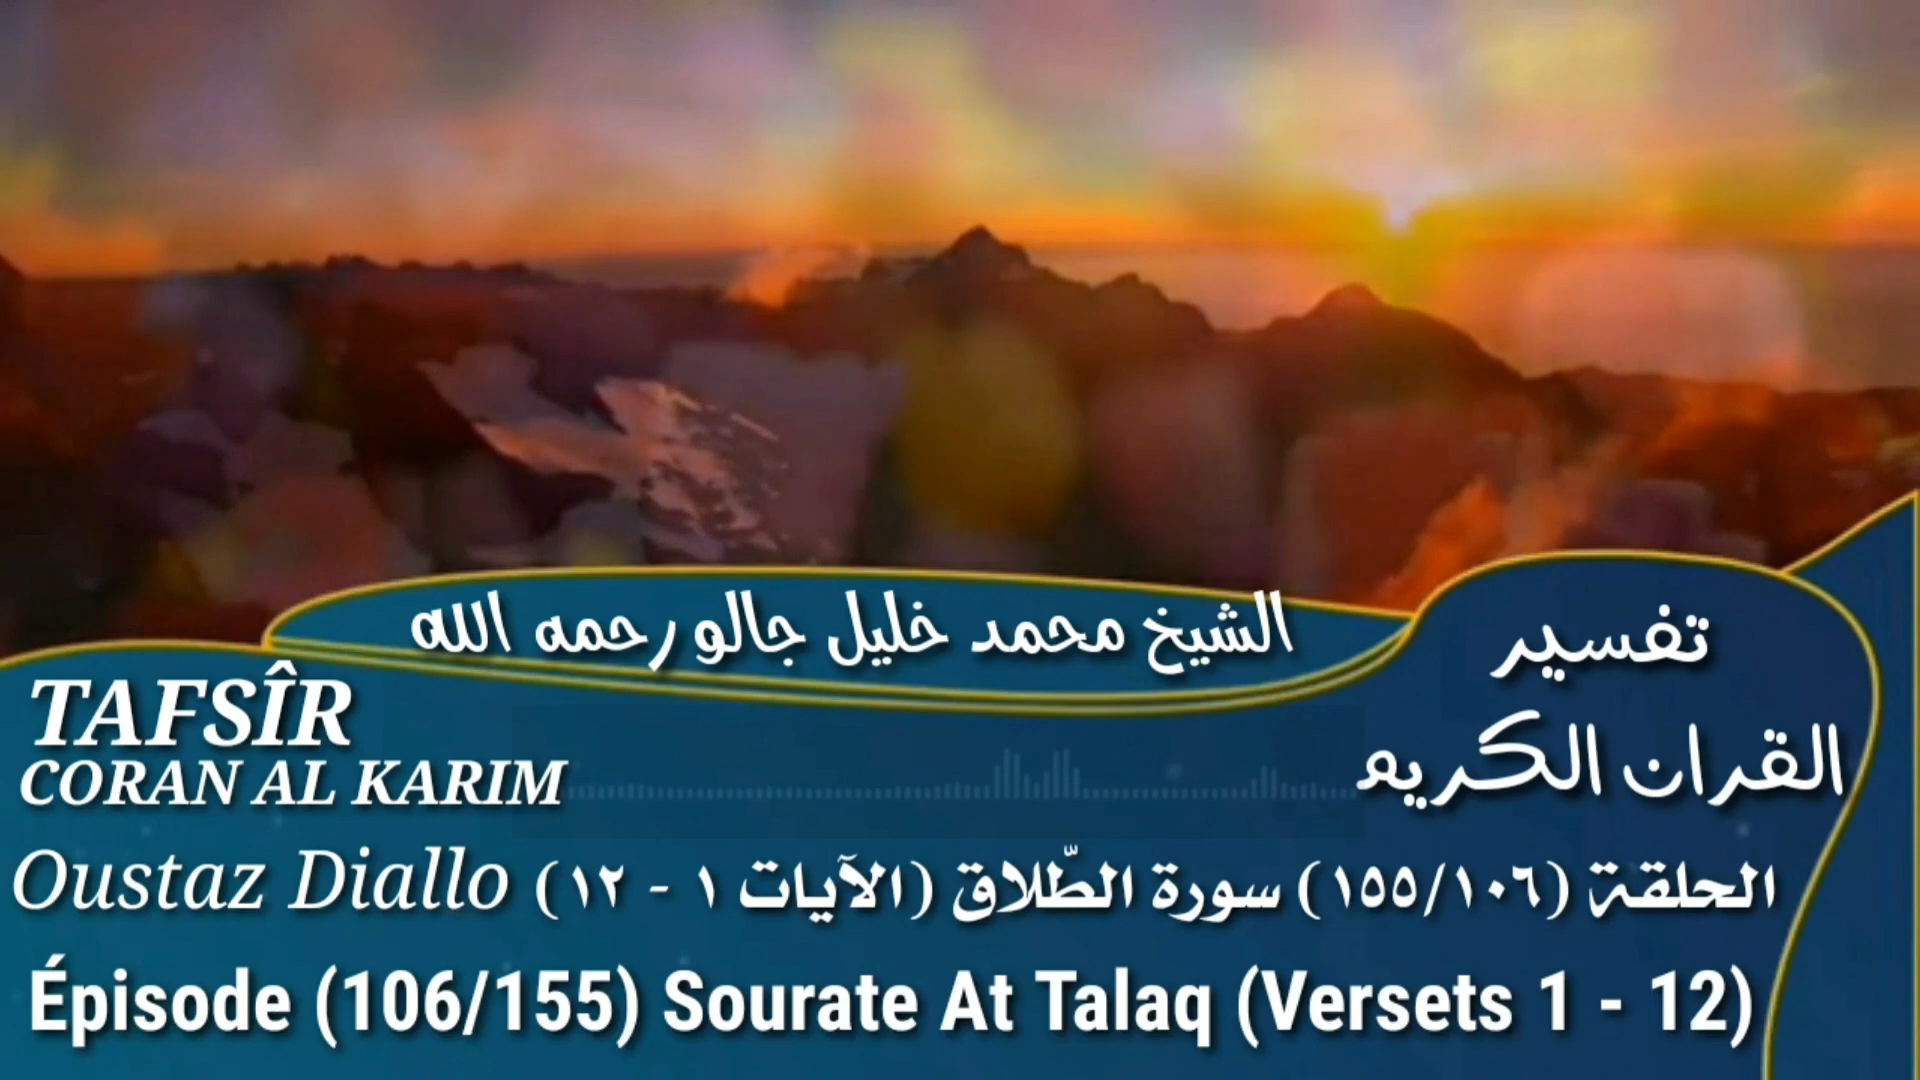 الشيخ محمد خليل جالو رحمه الله
تفسير
القران الكريم
TAFSÎR
CORAN AL KARIM
Oustaz Diallo
الحلقة (١٥٥/١٠٦) سورة الطّلاق (الآيات ١ - ١٢)
Épisode (106/155) Sourate At Talaq (Versets 1 - 12)